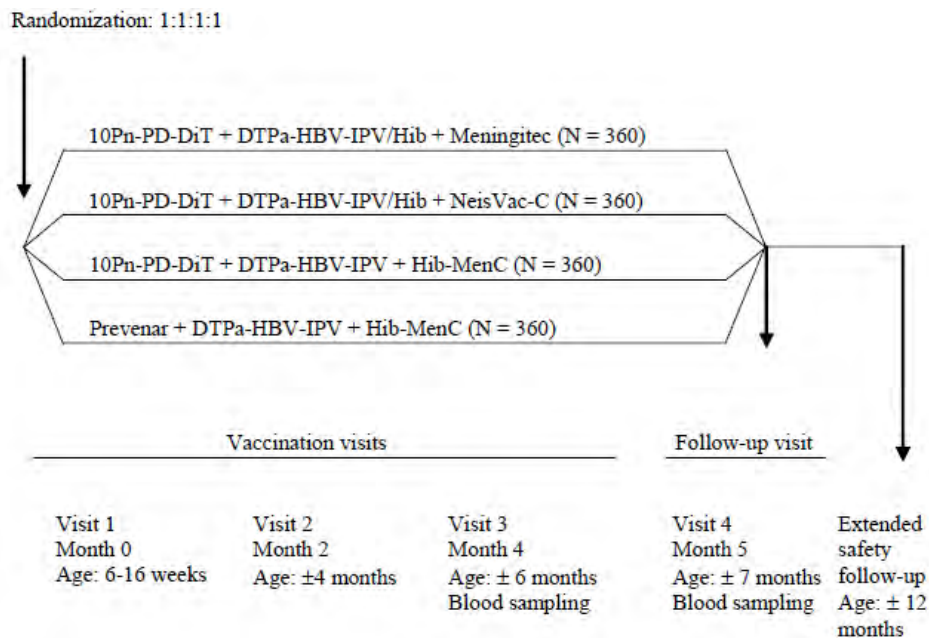 Randomization: 1:1:1:1
10Pn-PD-DiT + DTPa-HBV-IPV/Hib + Meningitec (N = 360)
10Pn-PD-DiT + DTPa-HBV-IPV/Hib + NeisVac-C (N = 360)
10Pn-PD-DiT + DTPa-HBV-IPV + Hib-MenC (N = 360)
Prevenar + DTPa-HBV-IPV + Hib-MenC (N = 360)
Vaccination visits
Follow-up visit
Visit 1
Month 0
Age: 6-16 weeks
Visit 2
Month 2
Age: ±4 months
Visit 3
Month 4
Age: ± 6 months
Blood sampling
Visit 4
Month 5
Age: ± 7 months
Blood sampling
Extended
safety
follow-up
Age: ± 12
months